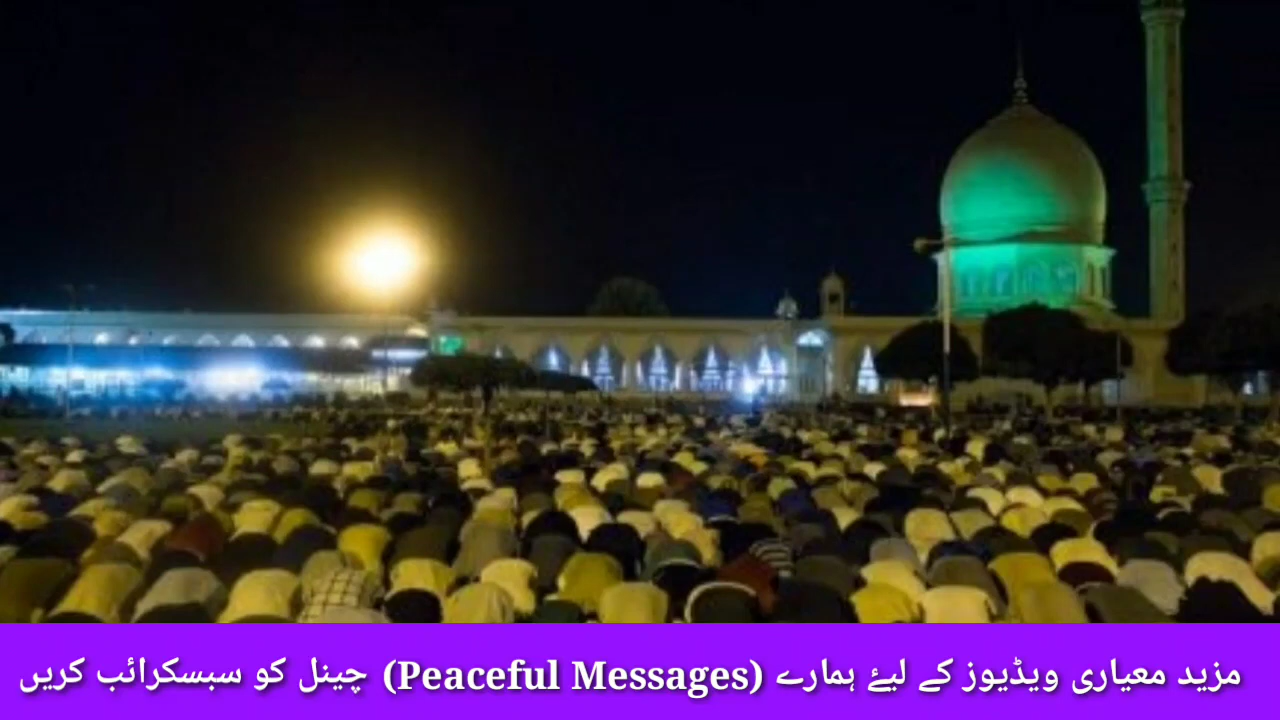 مزید معیاری ویڈیوز کے لیۓ ہمارے (Peaceful Messages) چینل کو سبسکرائب کریں